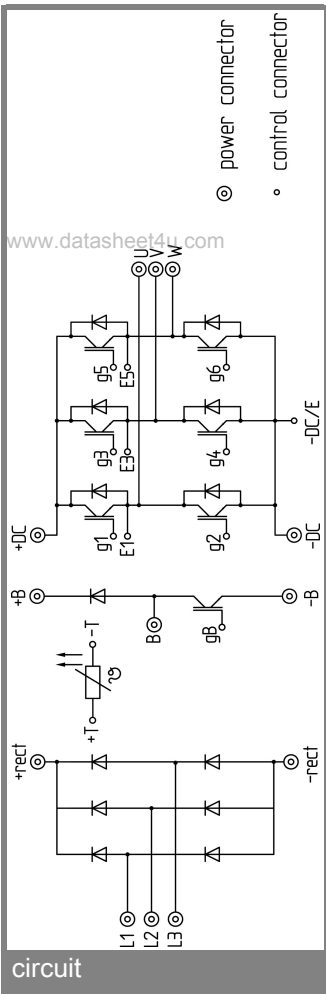 power connector
control connector
www.datasheet4u.com
U
V
W
g5
E5
g6
g3
E3
g4
g1
E1
g2
+DC
-DC
-DC/E
+B
B
gB
-B
+T
-T
ϑ
+rect
-rect
L1
L2
L3
circuit